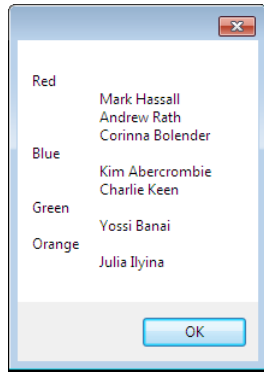 Red
Mark Hassall
Andrew Rath
Corinna Bolender
Blue
Kim Abercrombie
Charlie Keen
Green
Yossi Banai
Orange
Julia Ilyina
OK